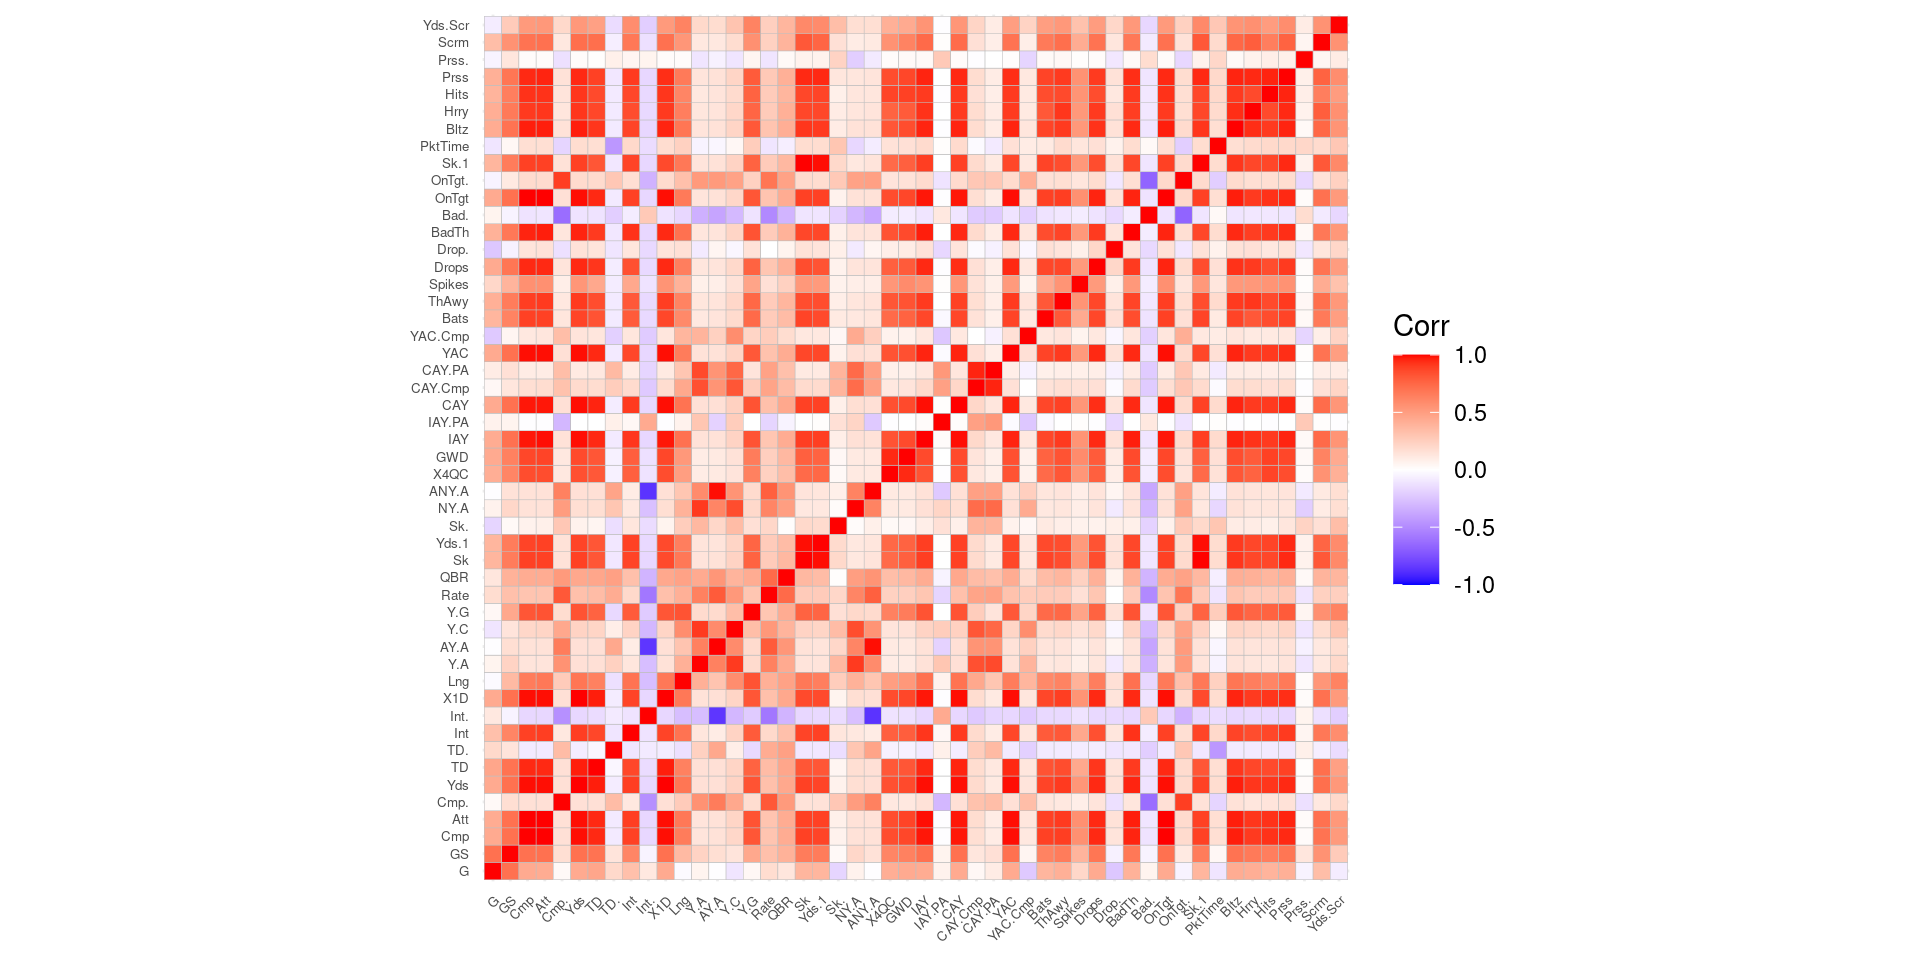 Yds.Scr
Scrm
Prss.
Prss
Hits
Hrry
Bltz
PktTime
Sk.1
OnTgt.
OnTgt
Bad.
BadTh
Drop.
Drops
Spikes
ThAwy
Bats
YAC.Cmp
YAC
CAY.PA
CAY.Cmp
CAY
IAY.PA
IAY
GWD
X4QC
ANY.A
NY.A
Sk.
Yds.1
Sk
QBR
Rate
Y.G
Y.C
AY.A
Y.A
Lng
X1D
Int.
Int
TD.
TD
Yds
Cmp.
Att
Cmp
GS
G
G
GS
Cmp
Att
Cmp.
Yds
TD
TD.
Int
Int.
X1D
Lng
Y.A
AY.A
Y.C
Y.G
Rate
QBR
Sk
Yds.1
Sk.
NY.A
ANY.A
X4QC
GWD
IAY
IAY.PA
CAY
CAY.Cmp
CAY.PA
YAC
YAC.Cmp
Bats
ThAwy
Spikes
Drops
Drop.
BadTh
Bad.
OnTgt
OnTgt.
Sk.1
PktTime
Bltz
Hrry
Hits
Prss
Prss.
Scrm
Yds.Scr
Corr
1.0
0.5
0.0
-0.5
-1.0